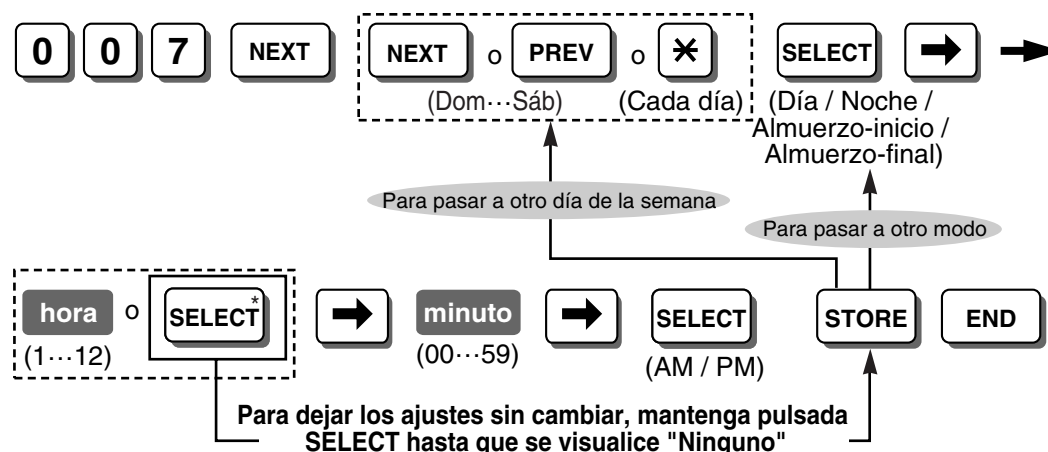 0 0 7 NEXT NEXT o PREV o * SELECT ➡ ➡
(Dom···Sáb) (Cada día) (Día / Noche /
Almuerzo-inicio /
Almuerzo-final)
Para pasar a otro día de la semana
Para pasar a otro modo
hora o SELECT* ➡ minuto ➡ SELECT STORE END
(1···12) (00···59) (AM / PM)
Para dejar los ajustes sin cambiar, mantenga pulsada
SELECT hasta que se visualice "Ninguno"